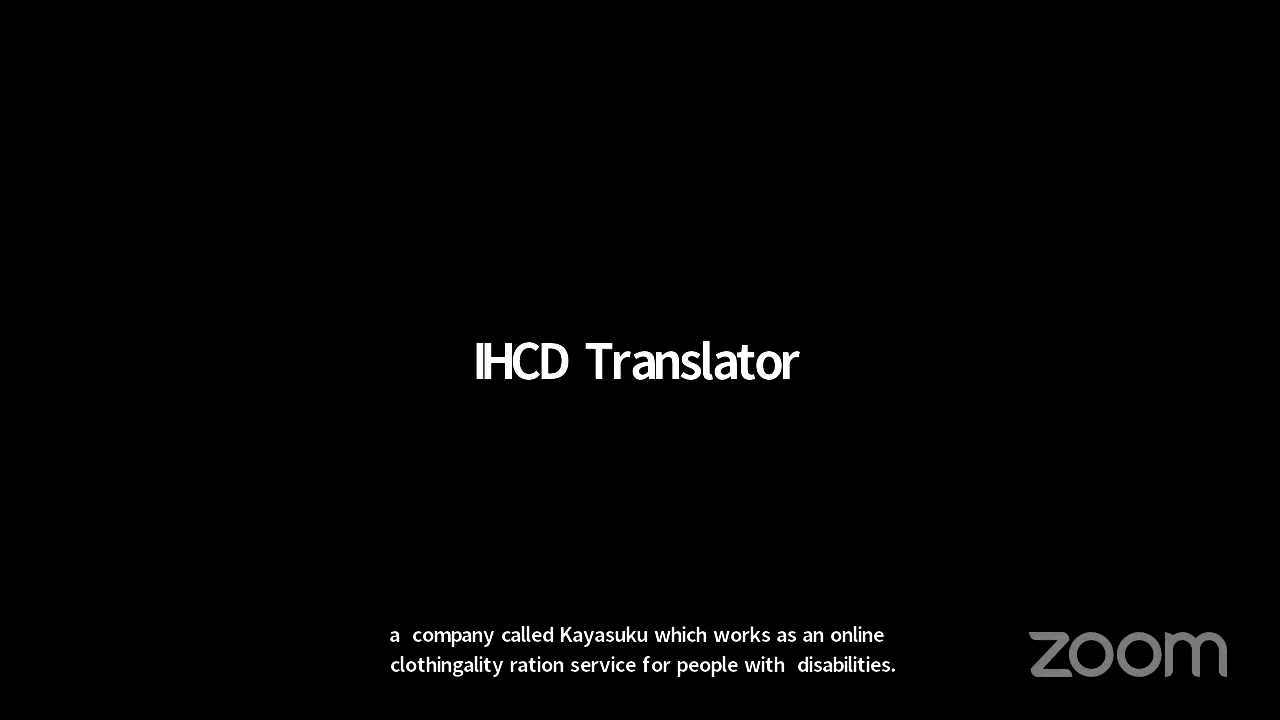 IHCD Translator
a company called Kayasuku which works as an online
clothingality ration service for people with disabilities.
zoom